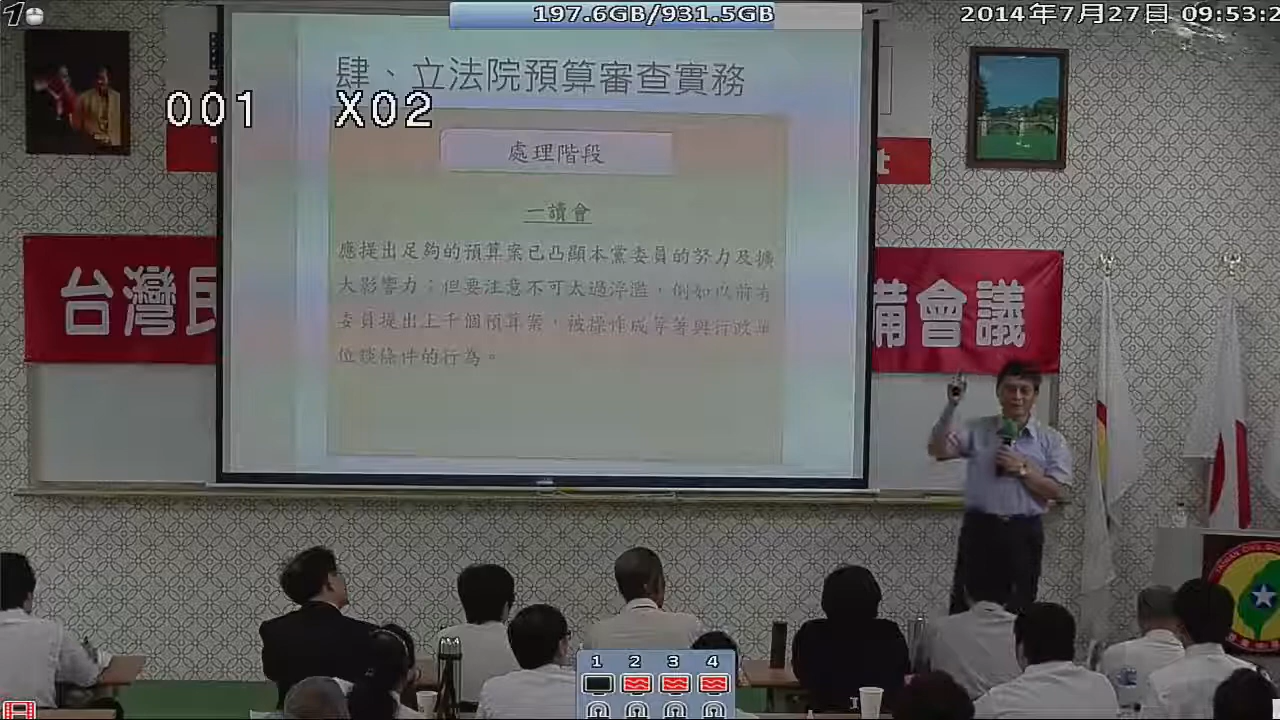 197.6GB/931.5GB
2014年7月27日 09:53:2
001 X02
肆、立法院預算審查實務
處理階段
一讀會
應提出足夠的預算案已凸顯本黨委員的努力及擴
大影響力；但要注意不可太過浮濫，例如以前有
委員提出上千個預算案，被操作成等著與行政單
位談條件的行為。
t
台灣民
備會議
1 2 3 4